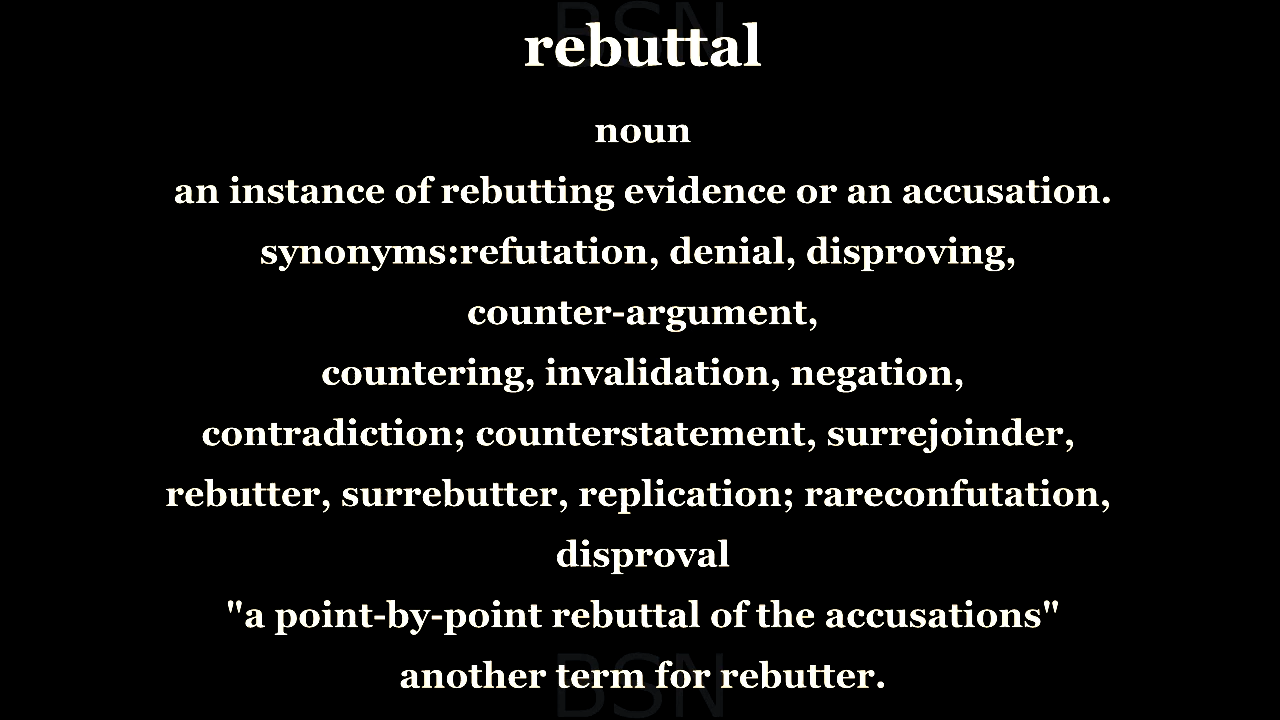 BSN
rebuttal
noun
an instance of rebutting evidence or an accusation.
synonyms:refutation, denial, disproving,
counter-argument,
countering, invalidation, negation,
contradiction; counterstatement, surrejoinder,
rebutter, surrebutter, replication; rareconfutation,
disproval
"a point-by-point rebuttal of the accusations"
another term for rebutter.
BSN